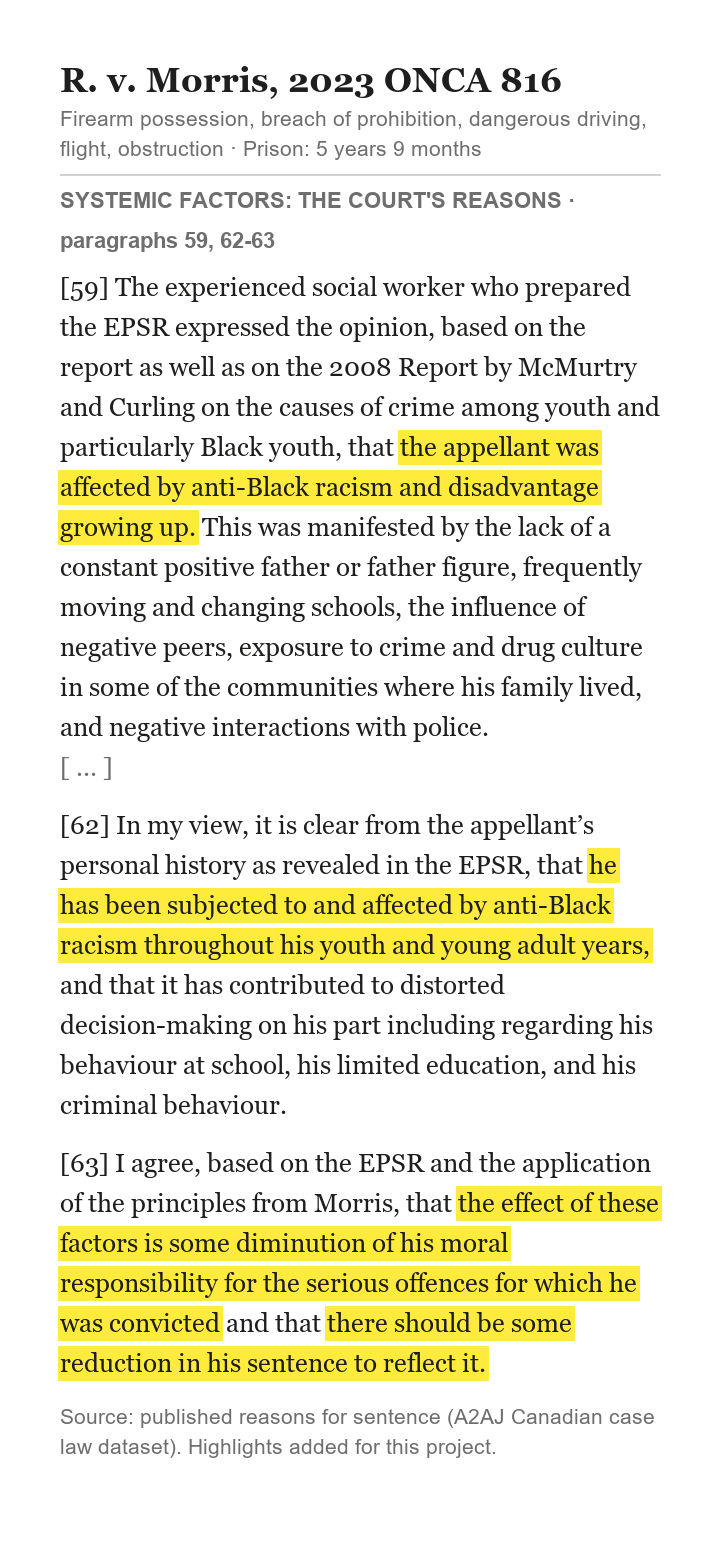 R. v. Morris, 2023 ONCA 816
Firearm possession, breach of prohibition, dangerous driving,
flight, obstruction · Prison: 5 years 9 months
SYSTEMIC FACTORS: THE COURT'S REASONS ·
paragraphs 59, 62-63
[59] The experienced social worker who prepared
the EPSR expressed the opinion, based on the
report as well as on the 2008 Report by McMurtry
and Curling on the causes of crime among youth and
particularly Black youth, that the appellant was
affected by anti-Black racism and disadvantage
growing up. This was manifested by the lack of a
constant positive father or father figure, frequently
moving and changing schools, the influence of
negative peers, exposure to crime and drug culture
in some of the communities where his family lived,
and negative interactions with police.
[ ... ]
[62] In my view, it is clear from the appellant’s
personal history as revealed in the EPSR, that he
has been subjected to and affected by anti-Black
racism throughout his youth and young adult years,
and that it has contributed to distorted
decision-making on his part including regarding his
behaviour at school, his limited education, and his
criminal behaviour.
[63] I agree, based on the EPSR and the application
of the principles from Morris, that the effect of these
factors is some diminution of his moral
responsibility for the serious offences for which he
was convicted and that there should be some
reduction in his sentence to reflect it.
Source: published reasons for sentence (A2AJ Canadian case
law dataset). Highlights added for this project.